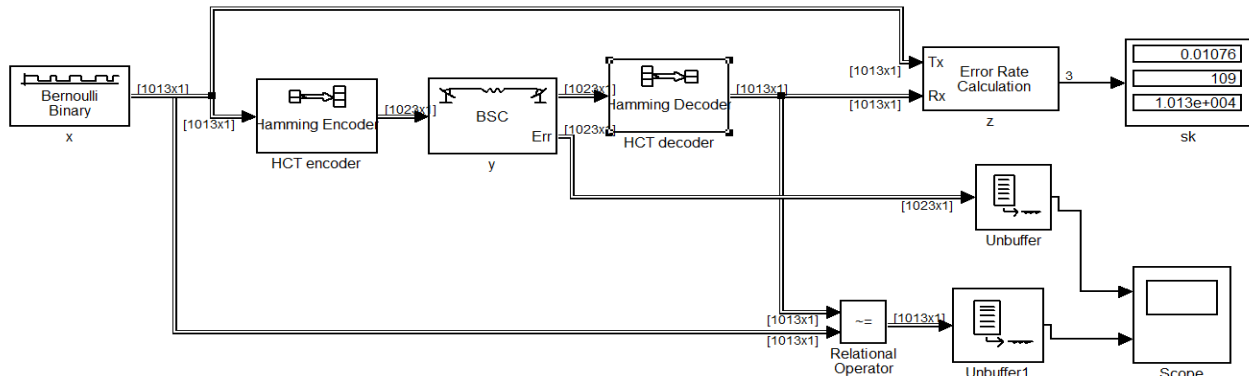 Bernoulli
Binary
x
[1013x1]
[1013x1]
Hamming Encoder
HCT encoder
[1023x1]
BSC
Err
y
[1023x1]
[1023x1]
Hamming Decoder
HCT decoder
[1013x1]
[1013x1]
[1013x1]
Tx
Rx
Error Rate
Calculation
z
3
0.01076
109
1.013e+004
sk
[1023x1]
Unbuffer
[1013x1]
[1013x1]
~=
Relational
Operator
[1013x1]
Unbuffer1
Scope